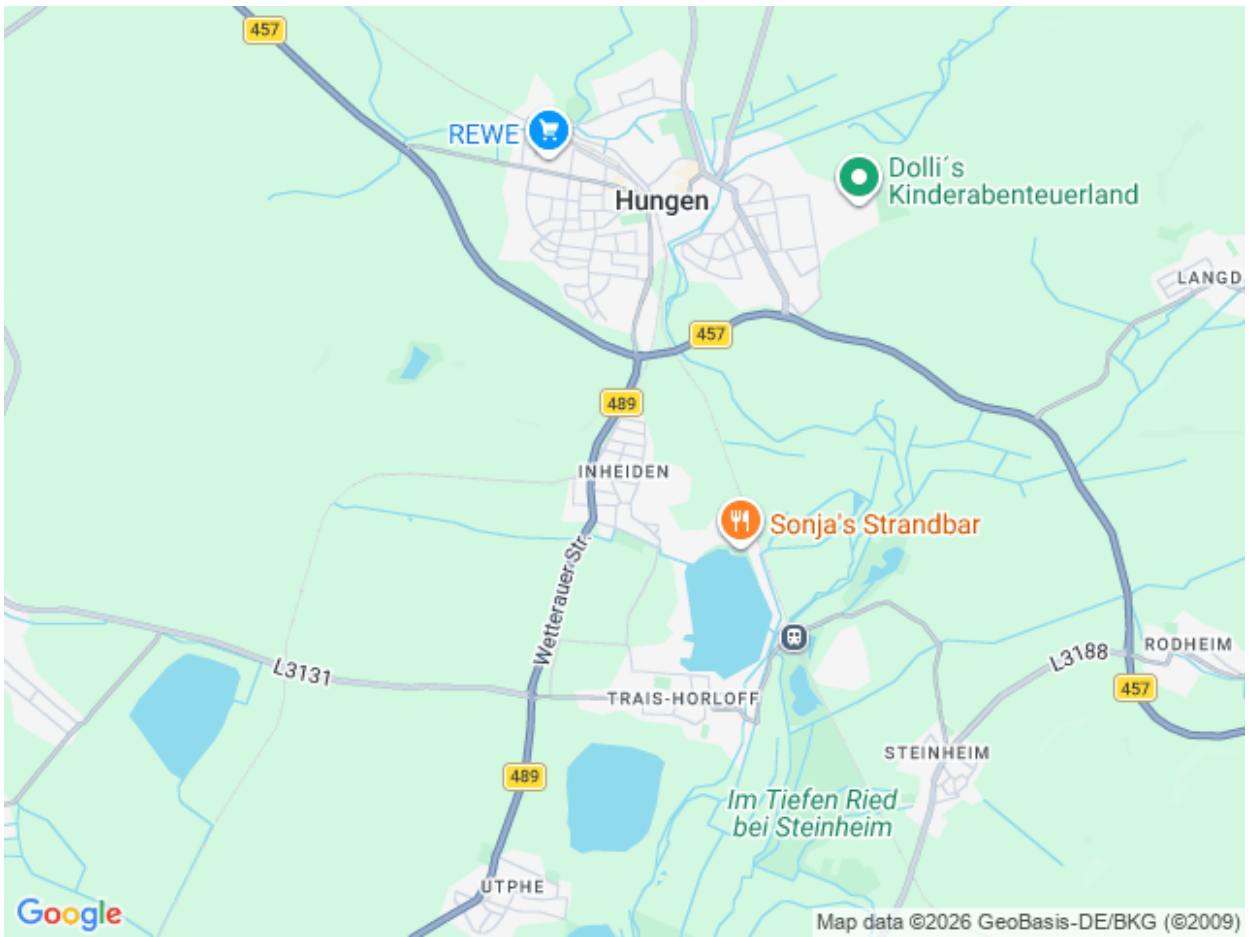 457
REWE
Hungen
Dolli´s
Kinderabenteuerland
LANGD
457
489
INHEIDEN
Sonja's Strandbar
Wetterauer Str.
L3131
L3188
RODHEIM
457
TRAIS-HORLOFF
STEINHEIM
489
Im Tiefen Ried
bei Steinheim
UTPHE
Google
Map data ©2026 GeoBasis-DE/BKG (©2009)